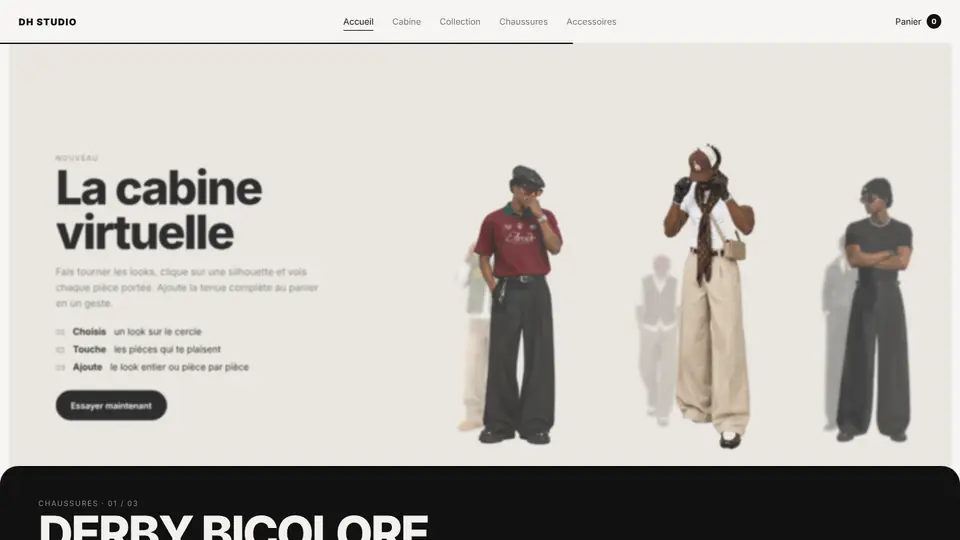 DH STUDIO
Accueil
Cabine
Collection
Chaussures
Accessoires
Panier 0
NOUVEAU
La cabine
virtuelle
Fais tourner les looks, clique sur une silhouette et vois
chaque pièce portée. Ajoute la tenue complète au panier
en un geste.
01 Choisis un look sur le cercle
02 Touche les pièces qui te plaisent
03 Ajoute le look entier ou pièce par pièce
Essayer maintenant
CHAUSSURES · 01 / 03
DERBY BICOLORE